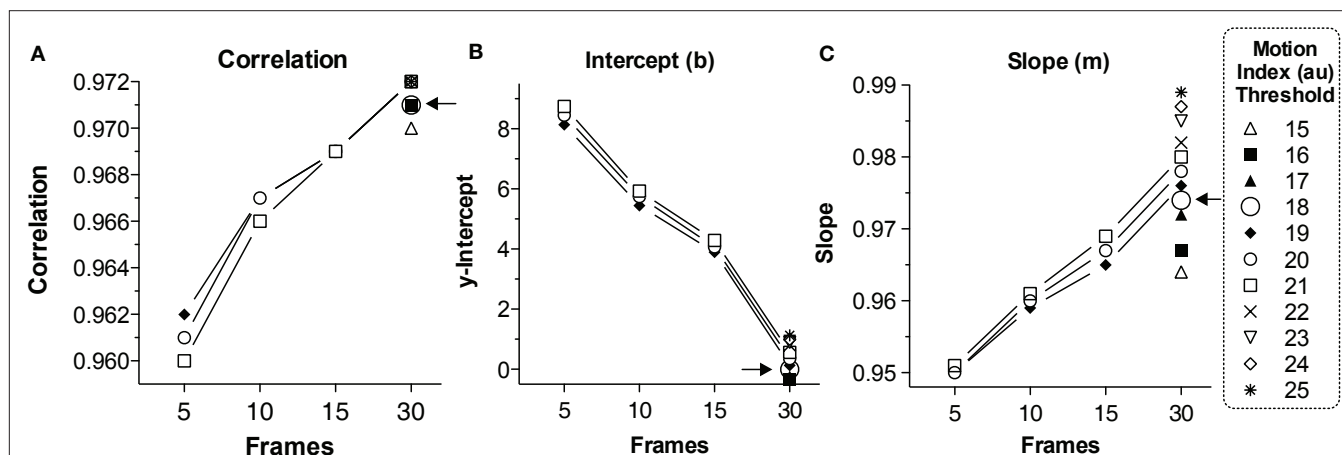 A
Correlation
0.972
0.970
0.968
0.966
0.964
0.962
0.960
Correlation
5 10 15 30
Frames
B
Intercept (b)
8
6
4
2
0
y-Intercept
5 10 15 30
Frames
C
Slope (m)
0.99
0.98
0.97
0.96
0.95
Slope
5 10 15 30
Frames
Motion
Index (au)
Threshold
15
16
17
18
19
20
21
22
23
24
25